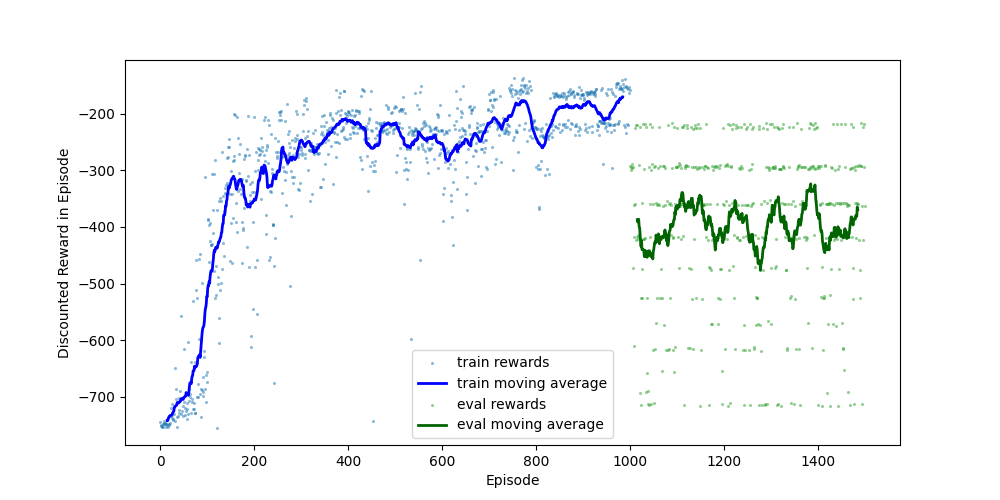 −200
−300
−400
−500
−600
−700
Discounted Reward in Episode
0
200
400
600
800
1000
1200
1400
Episode
train rewards
train moving average
eval rewards
eval moving average